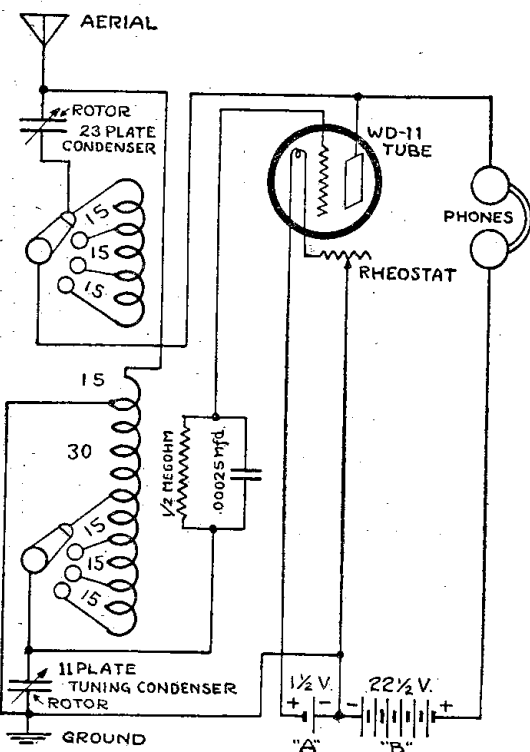 AERIAL
ROTOR
23 PLATE
CONDENSER
15
15
15
WD-11
TUBE
PHONES
RHEOSTAT
15
30
15
15
15
1/2 MEGOHM
.00025 mfd.
11 PLATE
TUNING CONDENSER
ROTOR
GROUND
1½ V.
+ -
"A"
22½ V.
- +
"B"